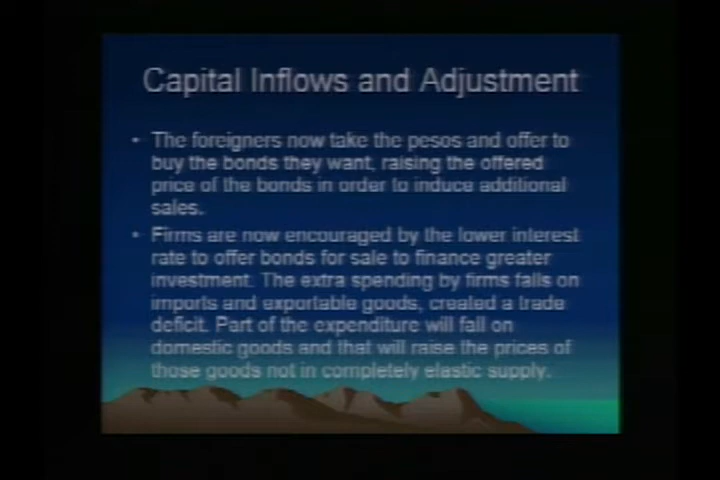 Capital Inflows and Adjustment
• The foreigners now take the pesos and offer to
buy the bonds they want, raising the offered
price of the bonds in order to induce additional
sales.
• Firms are now encouraged by the lower interest
rate to offer bonds for sale to finance greater
investment. The extra spending by firms falls on
imports and exportable goods, created a trade
deficit. Part of the expenditure will fall on
domestic goods and that will raise the prices of
those goods not in completely elastic supply.